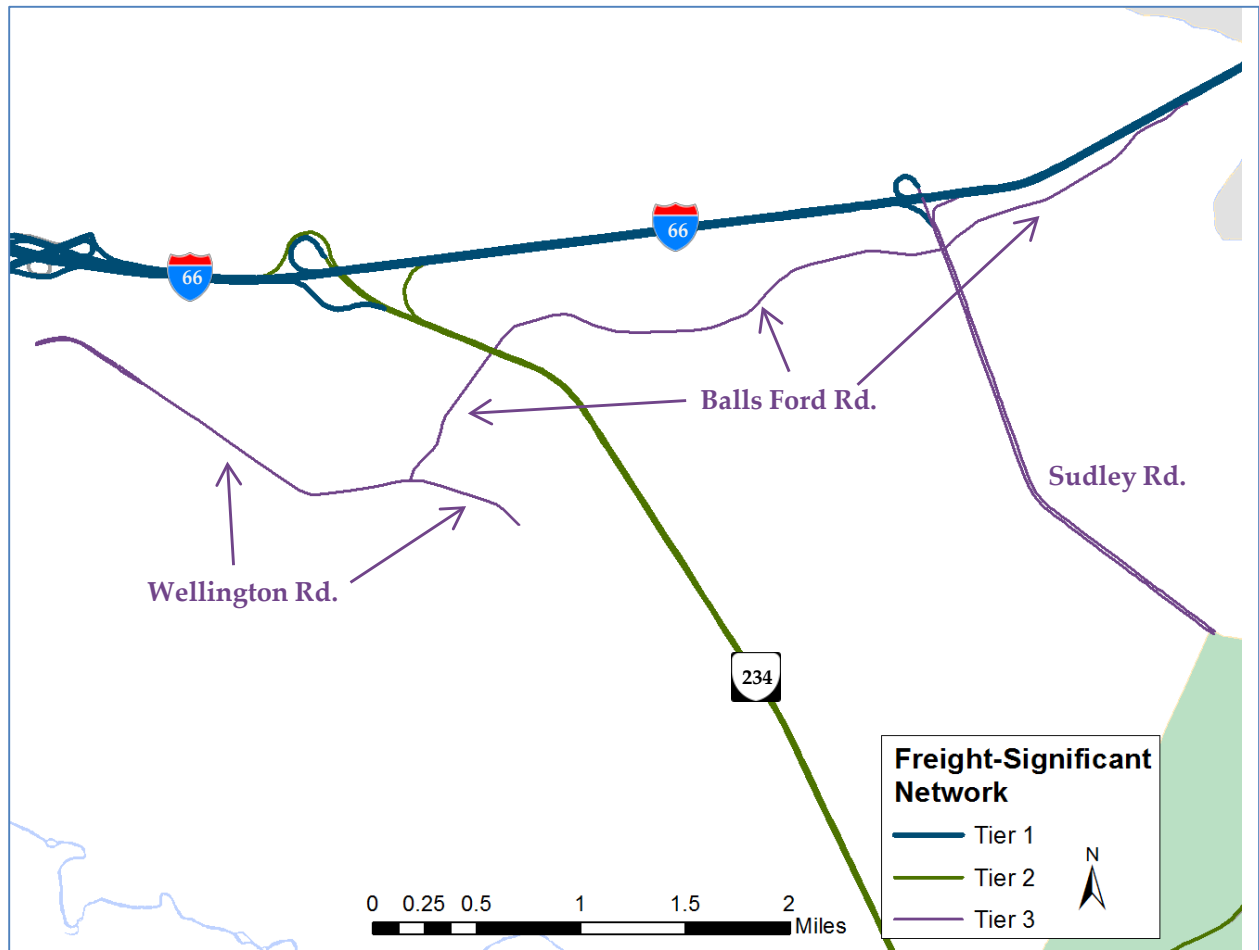 66
66
Balls Ford Rd.
Sudley Rd.
Wellington Rd.
234
Freight-Significant
Network
Tier 1
Tier 2
Tier 3
N
0 0.25 0.5 1 1.5 2
Miles